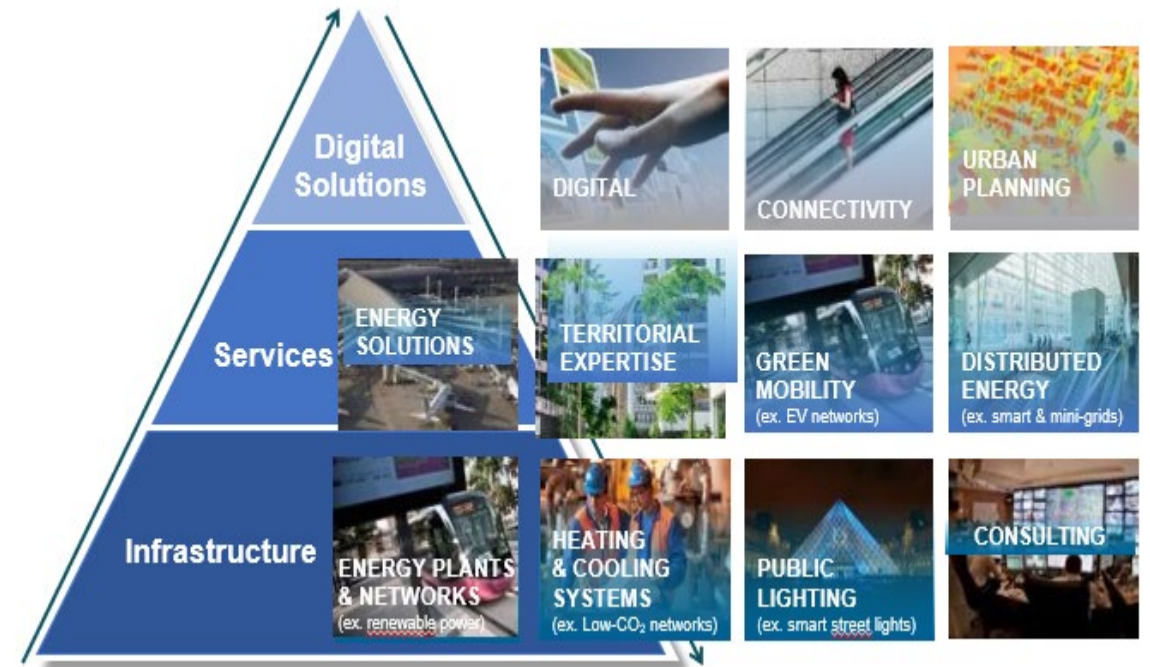 Digital
Solutions
DIGITAL
CONNECTIVITY
URBAN
PLANNING
Services
ENERGY
SOLUTIONS
TERRITORIAL
EXPERTISE
GREEN
MOBILITY
(ex. EV networks)
DISTRIBUTED
ENERGY
(ex. smart & mini-grids)
Infrastructure
ENERGY PLANTS
& NETWORKS
(ex. renewable power)
HEATING
& COOLING
SYSTEMS
(ex. Low-CO₂ networks)
PUBLIC
LIGHTING
(ex. smart street lights)
CONSULTING